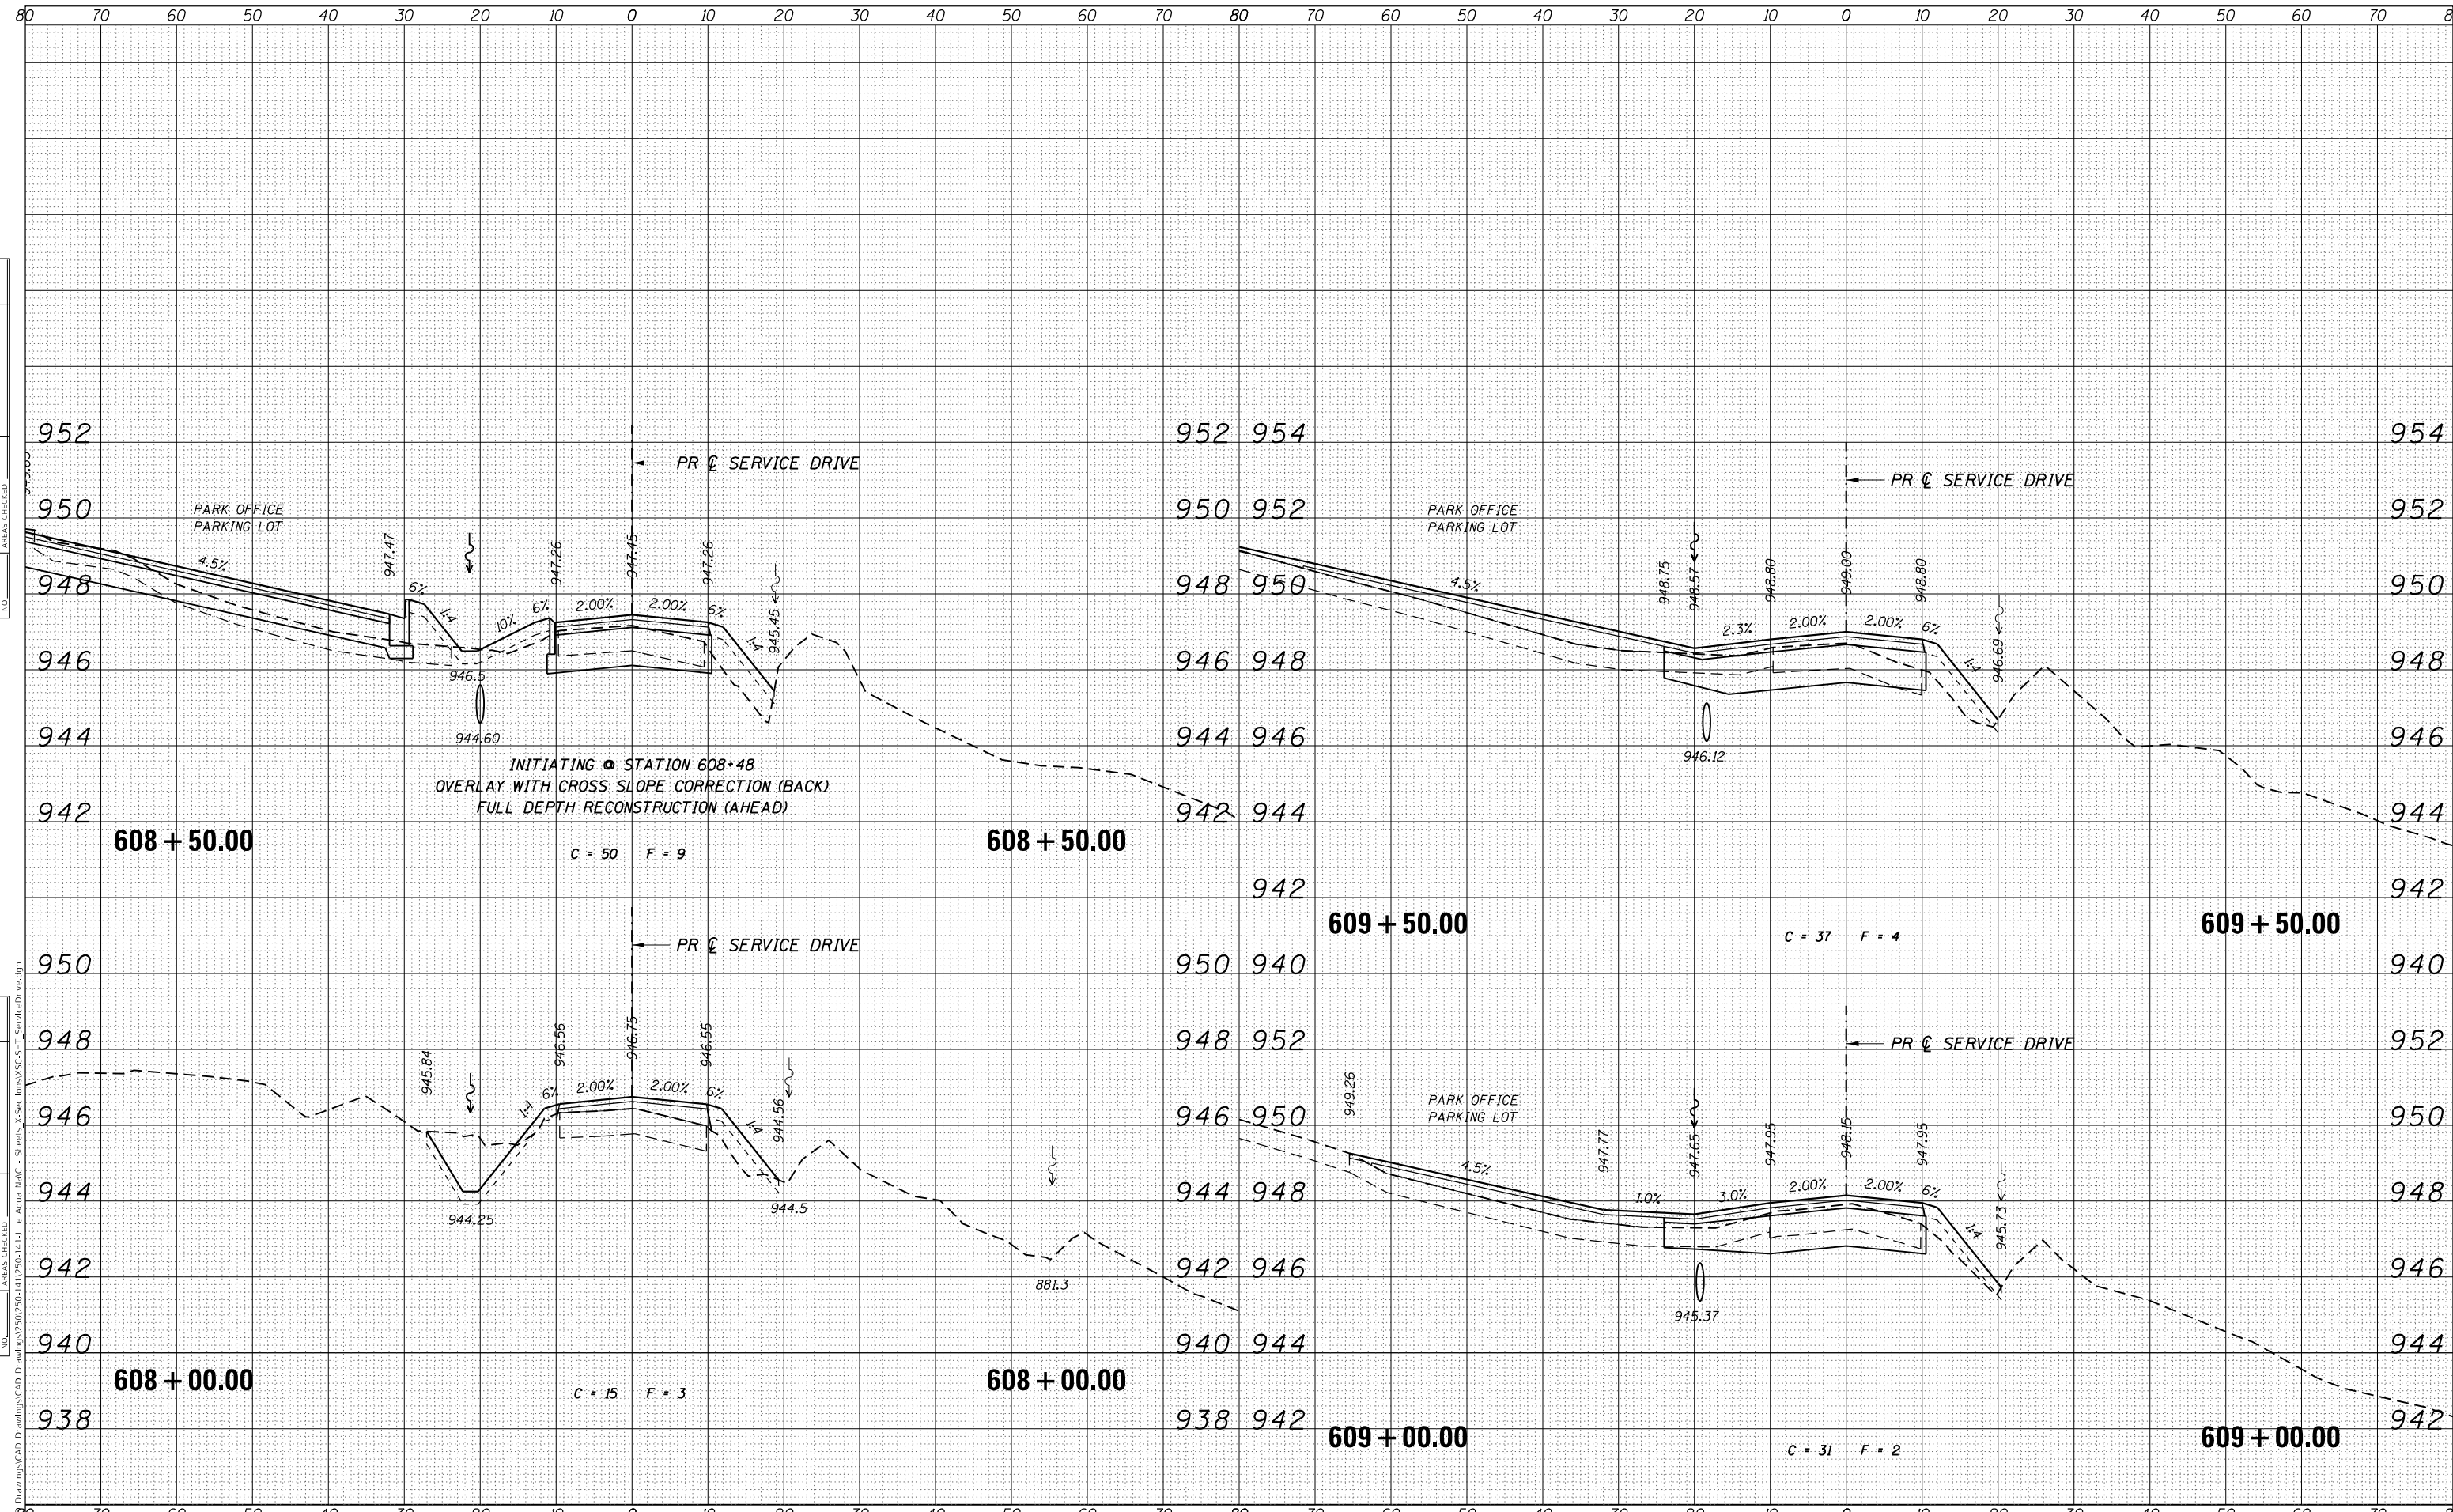 80 70 60 50 40 30 20 10 0 10 20 30 40 50 60 70 80 70 60 50 40 30 20 10 0 10 20 30 40 50 60 70
952 952 954 954
PR ℄ SERVICE DRIVE
PARK OFFICE
PARKING LOT
950 950 952 952
947.47 947.26 947.45 947.26 945.45
4.5% 6% 1:4 10% 6% 2.00% 2.00% 6% 1:4
948 948 950 950
946 946 948 948
946.5
944.60
944 944 946 946
INITIATING @ STATION 608+48
OVERLAY WITH CROSS SLOPE CORRECTION (BACK)
FULL DEPTH RECONSTRUCTION (AHEAD)
942 942 944 944
608+50.00 608+50.00
C = 50 F = 9
PR ℄ SERVICE DRIVE
PARK OFFICE
PARKING LOT
948.75 948.57 948.80 949.00 948.80 946.69
4.5% 2.3% 2.00% 2.00% 6% 1:4
946.12
942 942
609+50.00 609+50.00
C = 37 F = 4
950 950 940 940
PR ℄ SERVICE DRIVE
948 948 952 952
945.84 946.56 946.75 946.55 944.56
1:4 6% 2.00% 2.00% 6% 1:4
946 946 950 950
944 944 948 948
944.25 944.5
881.3
942 942 946 946
940 940 944 944
608+00.00 608+00.00
C = 15 F = 3
938 938 942 942
PR ℄ SERVICE DRIVE
PARK OFFICE
PARKING LOT
949.26 947.77 947.65 947.95 948.15 947.95 945.73
4.5% 1.0% 3.0% 2.00% 2.00% 6% 1:4
945.37
609+00.00 609+00.00
C = 31 F = 2
AREAS CHECKED
NO.
AREAS CHECKED
NO.